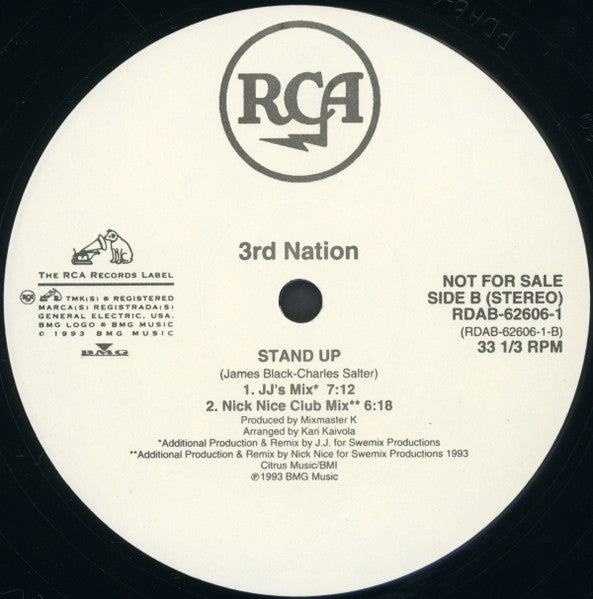 RCA
3rd Nation
THE RCA RECORDS LABEL
TMK(S) ® REGISTERED
MARCA(S) REGISTRADA(S)
GENERAL ELECTRIC, USA.
BMG LOGO ® BMG MUSIC
© 1993 BMG MUSIC
BMG
NOT FOR SALE
SIDE B (STEREO)
RDAB-62606-1
(RDAB-62606-1-B)
33 1/3 RPM
STAND UP
(James Black-Charles Salter)
1. JJ's Mix* 7:12
2. Nick Nice Club Mix** 6:18
Produced by Mixmaster K
Arranged by Kari Kaivola
*Additional Production & Remix by J.J. for Swemix Productions
**Additional Production & Remix by Nick Nice for Swemix Productions 1993
Citrus Music/BMI
℗1993 BMG Music